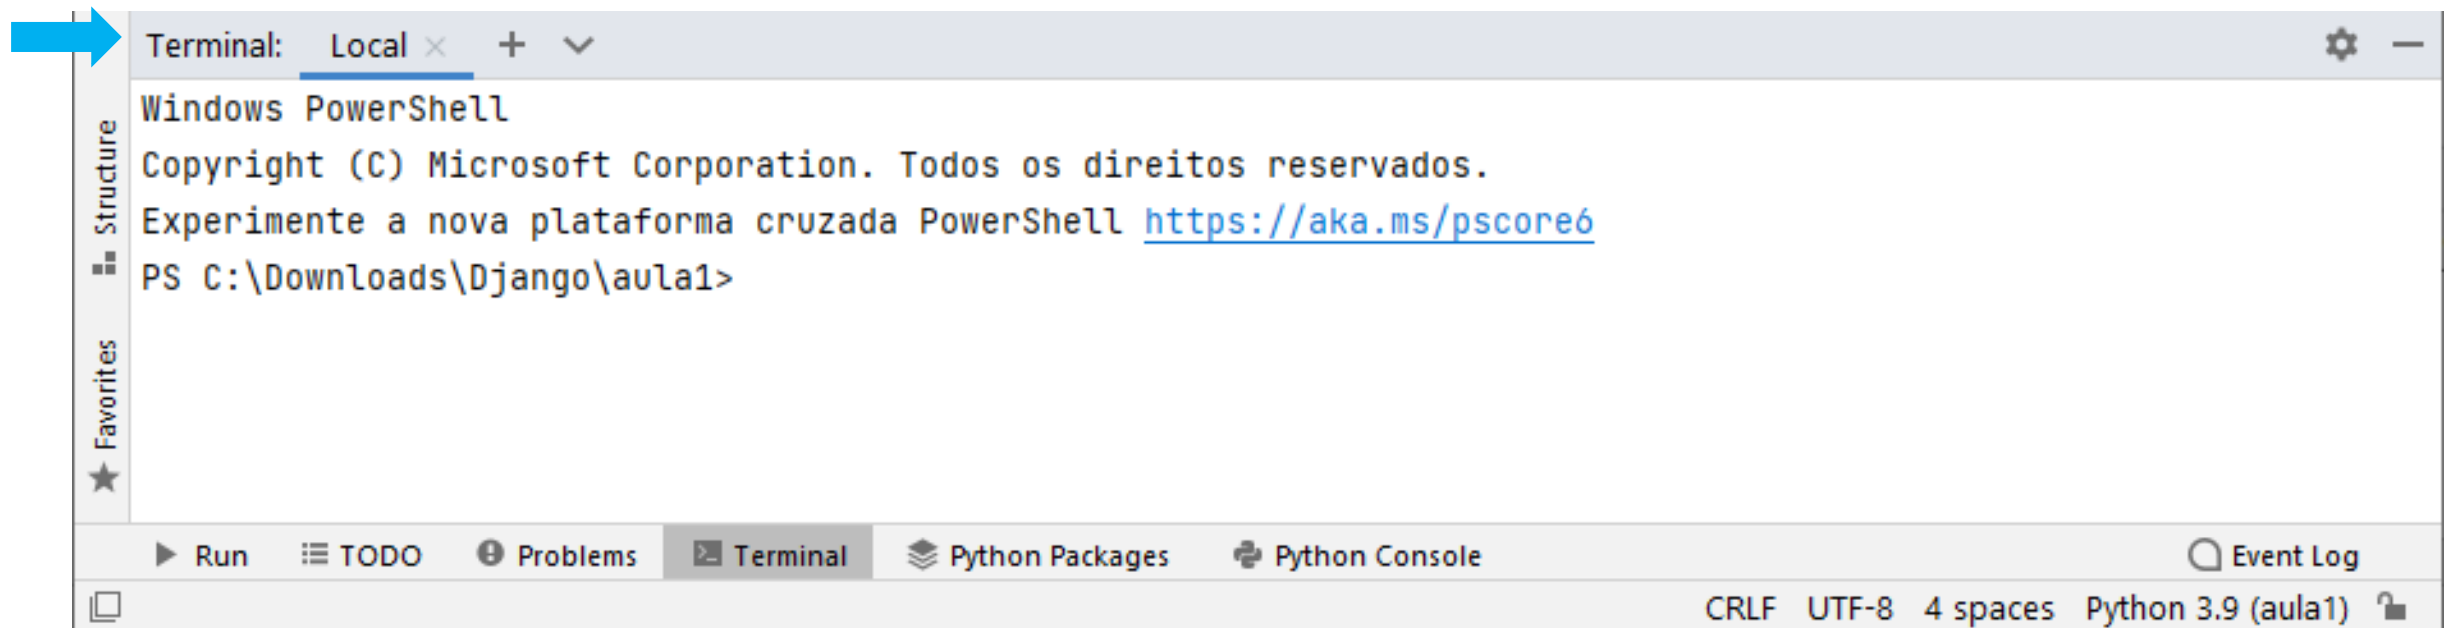 Terminal: Local × + 
Windows PowerShell
Copyright (C) Microsoft Corporation. Todos os direitos reservados.
Experimente a nova plataforma cruzada PowerShell https://aka.ms/pscore6
PS C:\Downloads\Django\aula1>
Structure
Favorites
Run TODO Problems Terminal Python Packages Python Console Event Log
CRLF UTF-8 4 spaces Python 3.9 (aula1)